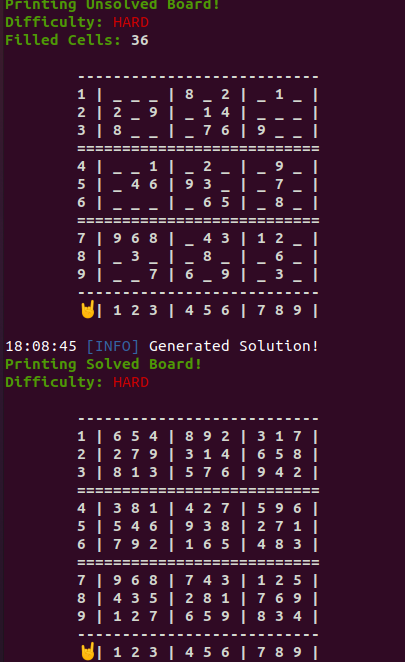 Printing Unsolved Board!
Difficulty: HARD
Filled Cells: 36
-----------------------------
1 | _ _ _ | 8 _ 2 | _ 1 _ |
2 | 2 _ 9 | _ 1 4 | _ _ _ |
3 | 8 _ _ | _ 7 6 | 9 _ _ |
=============================
4 | _ _ 1 | _ 2 _ | _ 9 _ |
5 | _ 4 6 | 9 3 _ | _ 7 _ |
6 | _ _ _ | _ 6 5 | _ 8 _ |
=============================
7 | 9 6 8 | _ 4 3 | 1 2 _ |
8 | _ 3 _ | _ 8 _ | _ 6 _ |
9 | _ _ 7 | 6 _ 9 | _ 3 _ |
-----------------------------
🤘| 1 2 3 | 4 5 6 | 7 8 9 |
18:08:45 [INFO] Generated Solution!
Printing Solved Board!
Difficulty: HARD
-----------------------------
1 | 6 5 4 | 8 9 2 | 3 1 7 |
2 | 2 7 9 | 3 1 4 | 6 5 8 |
3 | 8 1 3 | 5 7 6 | 9 4 2 |
=============================
4 | 3 8 1 | 4 2 7 | 5 9 6 |
5 | 5 4 6 | 9 3 8 | 2 7 1 |
6 | 7 9 2 | 1 6 5 | 4 8 3 |
=============================
7 | 9 6 8 | 7 4 3 | 1 2 5 |
8 | 4 3 5 | 2 8 1 | 7 6 9 |
9 | 1 2 7 | 6 5 9 | 8 3 4 |
-----------------------------
🤘| 1 2 3 | 4 5 6 | 7 8 9 |